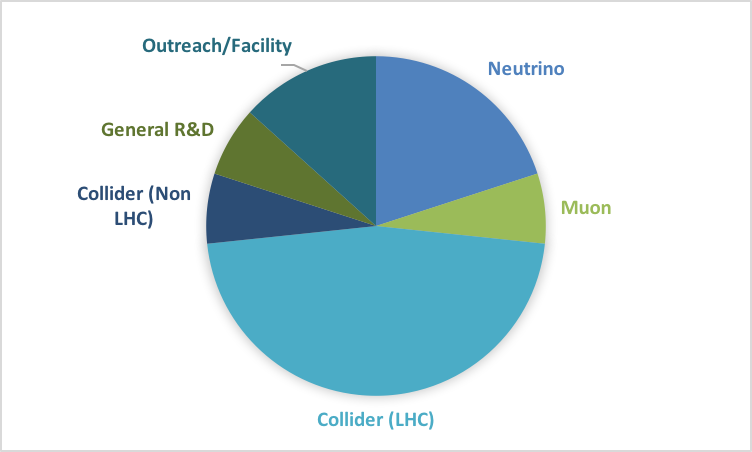 Outreach/Facility
Neutrino
General R&D
Collider (Non
LHC)
Muon
Collider (LHC)